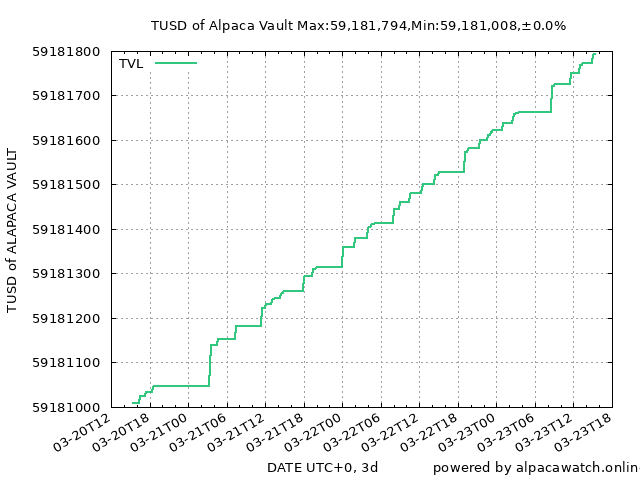 TUSD of Alpaca Vault Max:59,181,794,Min:59,181,008,±0.0%
TVL
TUSD of ALAPACA VAULT
59181800
59181700
59181600
59181500
59181400
59181300
59181200
59181100
59181000
03-20T12
03-20T18
03-21T00
03-21T06
03-21T12
03-21T18
03-22T00
03-22T06
03-22T12
03-22T18
03-23T00
03-23T06
03-23T12
03-23T18
DATE UTC+0, 3d
powered by alpacawatch.onlin